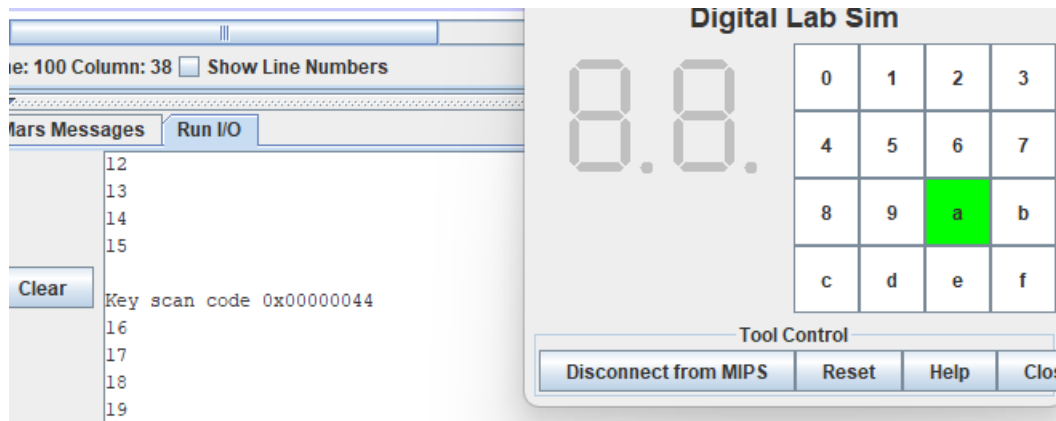 ne: 100 Column: 38 Show Line Numbers
Mars Messages Run I/O
12
13
14
15
Clear
Key scan code 0x00000044
16
17
18
19
Digital Lab Sim
0 1 2 3
4 5 6 7
8 9 a b
c d e f
Tool Control
Disconnect from MIPS Reset Help Clos